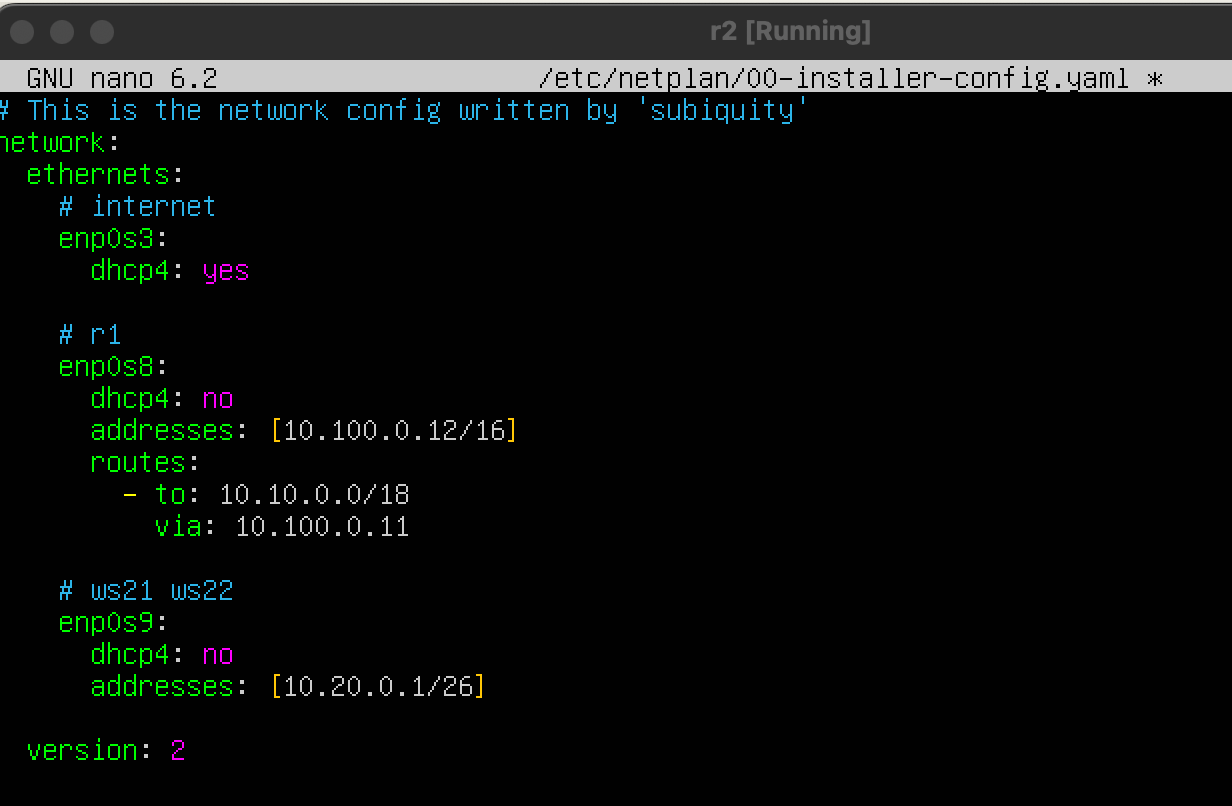 r2 [Running]
GNU nano 6.2 /etc/netplan/00-installer-config.yaml *
# This is the network config written by 'subiquity'
network:
  ethernets:
    # internet
    enp0s3:
      dhcp4: yes

    # r1
    enp0s8:
      dhcp4: no
      addresses: [10.100.0.12/16]
      routes:
        - to: 10.10.0.0/18
          via: 10.100.0.11

    # ws21 ws22
    enp0s9:
      dhcp4: no
      addresses: [10.20.0.1/26]

  version: 2